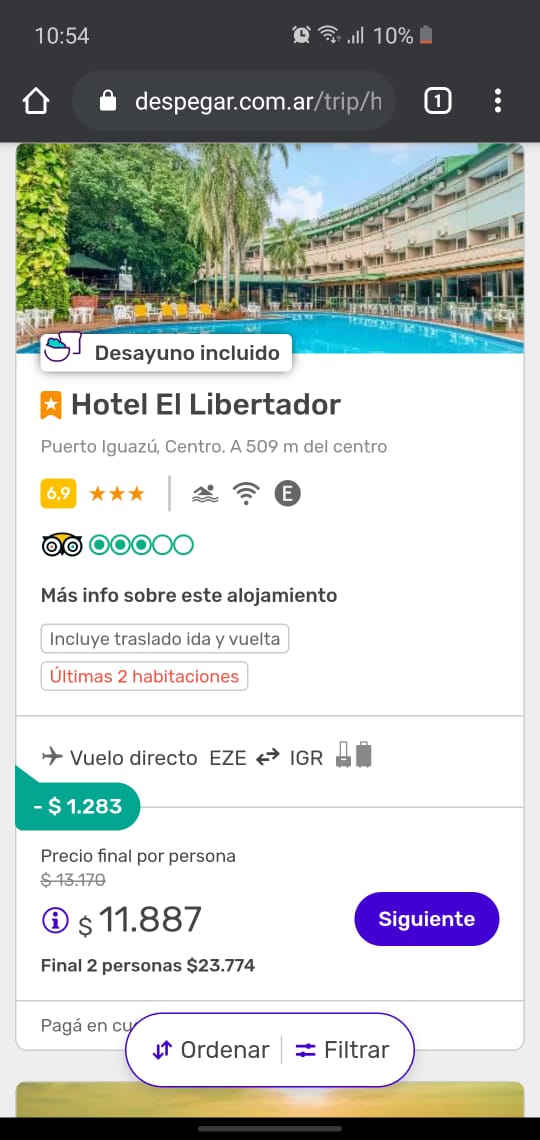 10:54
10%
despegar.com.ar/trip/h
1
Desayuno incluido
Hotel El Libertador
Puerto Iguazú, Centro. A 509 m del centro
6,9
E
Más info sobre este alojamiento
Incluye traslado ida y vuelta
Últimas 2 habitaciones
Vuelo directo EZE IGR
- $ 1.283
Precio final por persona
$ 13.170
$ 11.887
Siguiente
Final 2 personas $23.774
Pagá en cu
Ordenar
Filtrar